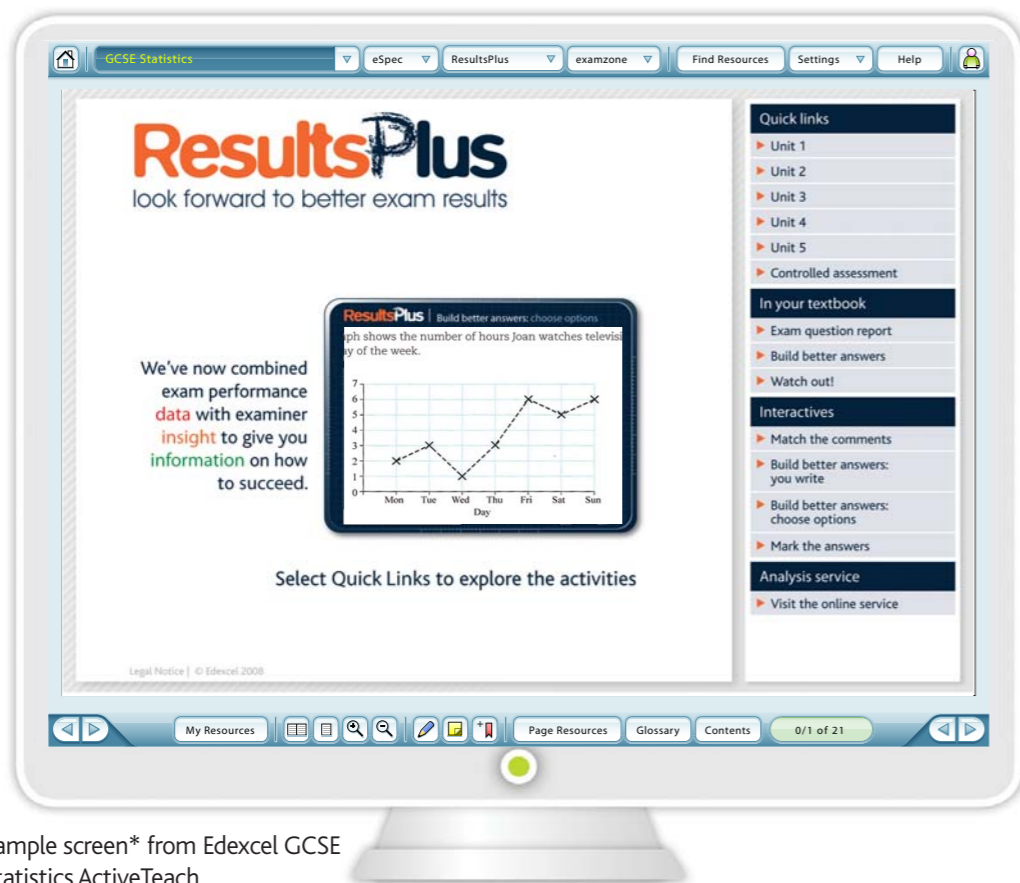 GCSE Statistics
eSpec
ResultsPlus
examzone
Find Resources
Settings
Help
ResultsPlus
look forward to better exam results
We've now combined
exam performance
data with examiner
insight to give you
information on how
to succeed.
ResultsPlus | Build better answers: choose options
aph shows the number of hours Joan watches televisi
ay of the week.
7
6
5
4
3
2
1
0
Mon Tue Wed Thu Fri Sat Sun
Day
Select Quick Links to explore the activities
Legal Notice | © Edexcel 2008
Quick links
Unit 1
Unit 2
Unit 3
Unit 4
Unit 5
Controlled assessment
In your textbook
Exam question report
Build better answers
Watch out!
Interactives
Match the comments
Build better answers:
you write
Build better answers:
choose options
Mark the answers
Analysis service
Visit the online service
My Resources
Page Resources
Glossary
Contents
0/1 of 21
ample screen* from Edexcel GCSE
tatistics ActiveTeach